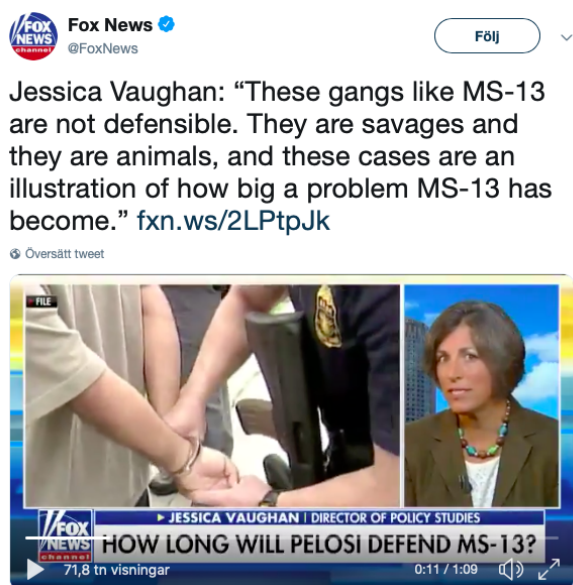 FOX
NEWS
channel
Fox News
@FoxNews
Följ
Jessica Vaughan: “These gangs like MS-13
are not defensible. They are savages and
they are animals, and these cases are an
illustration of how big a problem MS-13 has
become.” fxn.ws/2LPtpJk
Översätt tweet
FILE
JESSICA VAUGHAN | DIRECTOR OF POLICY STUDIES
FOX
NEWS
channel
HOW LONG WILL PELOSI DEFEND MS-13?
71,8 tn visningar
0:11 / 1:09